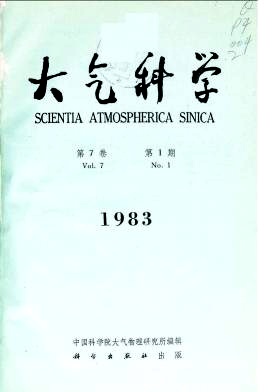 大气科学
SCIENTIA ATMOSPHERICA SINICA
第7卷 第1期
Vol. 7 No. 1
1983
中国科学院大气物理研究所编辑
科学出版社 出版